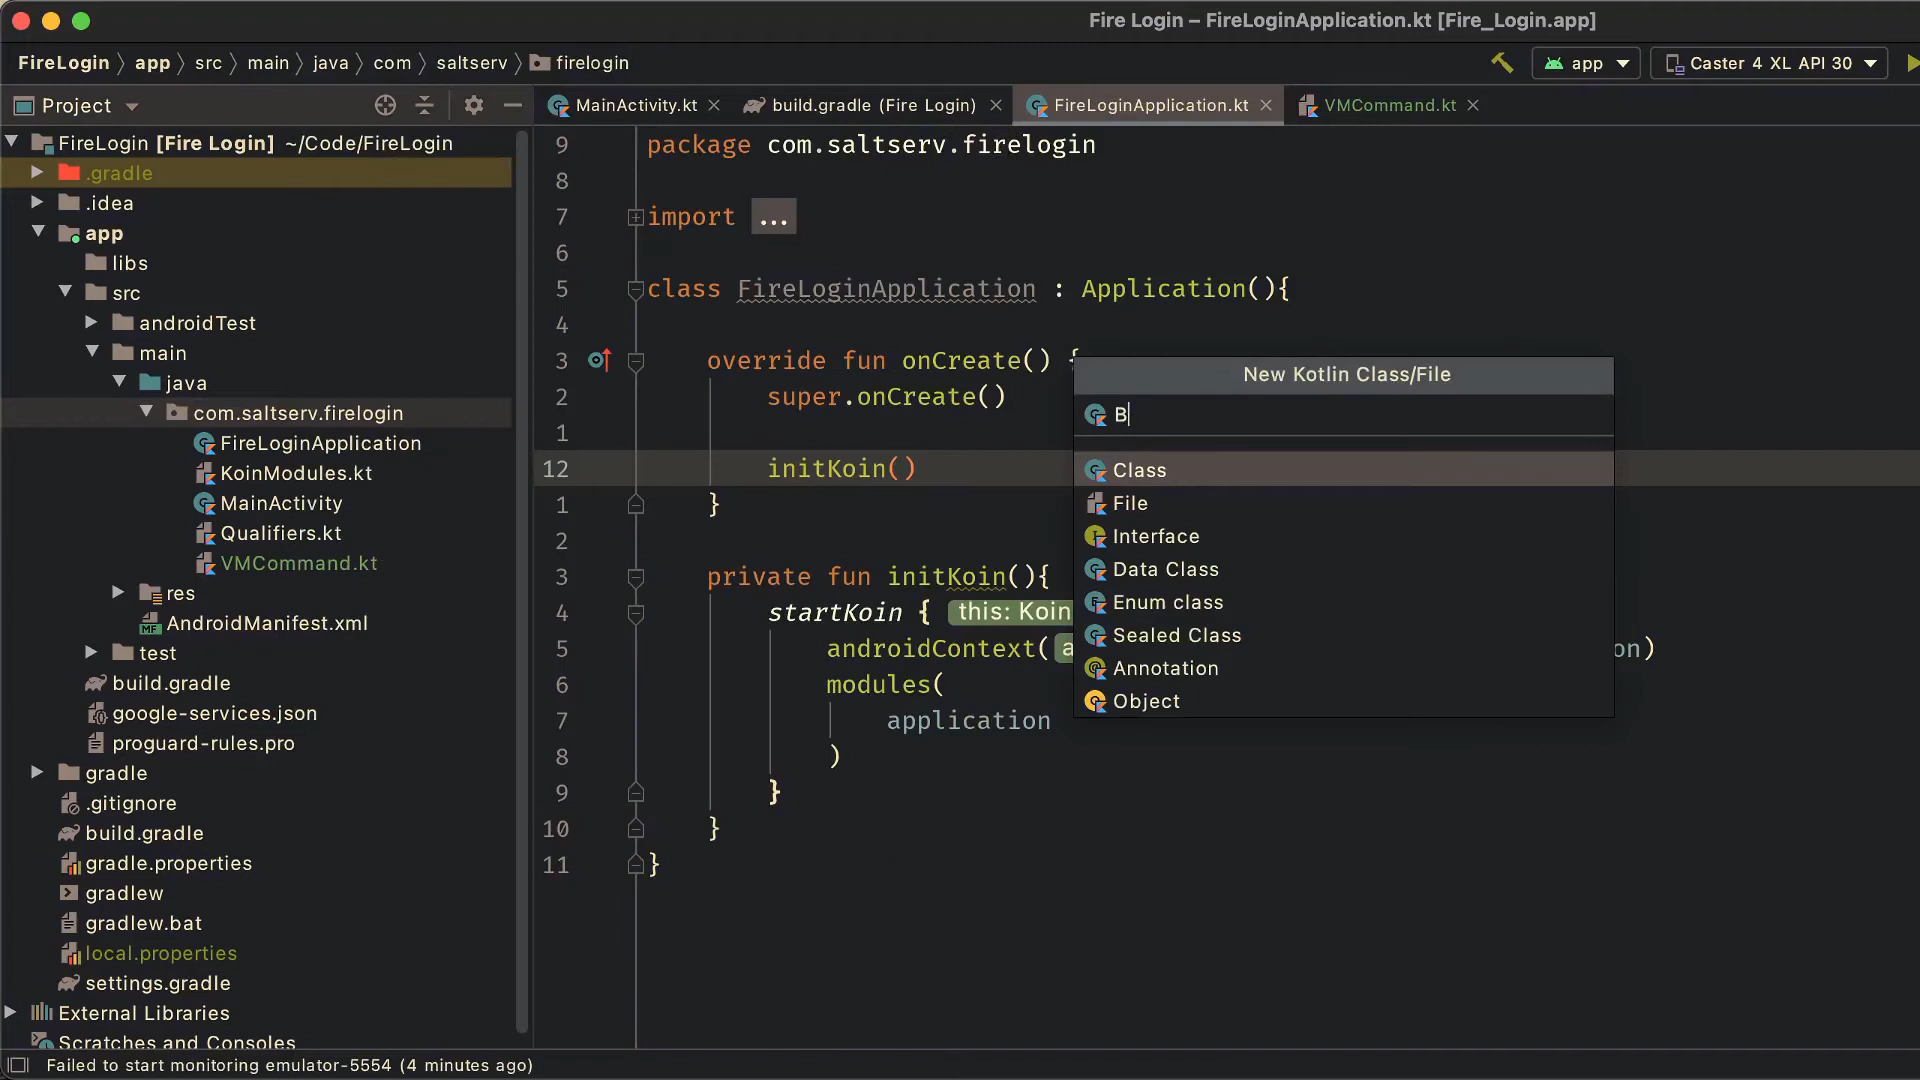 Fire Login – FireLoginApplication.kt [Fire_Login.app]
FireLogin 〉 app 〉 src 〉 main 〉 java 〉 com 〉 saltserv 〉 firelogin
app
Caster 4 XL API 30
Project
MainActivity.kt
build.gradle (Fire Login)
FireLoginApplication.kt
VMCommand.kt
FireLogin [Fire Login] ~/Code/FireLogin
.gradle
.idea
app
libs
src
androidTest
main
java
com.saltserv.firelogin
FireLoginApplication
KoinModules.kt
MainActivity
Qualifiers.kt
VMCommand.kt
res
AndroidManifest.xml
test
build.gradle
google-services.json
proguard-rules.pro
gradle
.gitignore
build.gradle
gradle.properties
gradlew
gradlew.bat
local.properties
settings.gradle
External Libraries
Scratches and Consoles
9 package com.saltserv.firelogin
8
7 import ...
6
5 class FireLoginApplication : Application(){
4
3 override fun onCreate() {
2 super.onCreate()
1
12 initKoin()
1 }
2
3 private fun initKoin(){
4 startKoin { this: Koin
5 androidContext( a on)
6 modules(
7 application
8 )
9 }
10 }
11 }
New Kotlin Class/File
B
Class
File
Interface
Data Class
Enum class
Sealed Class
Annotation
Object
Failed to start monitoring emulator-5554 (4 minutes ago)